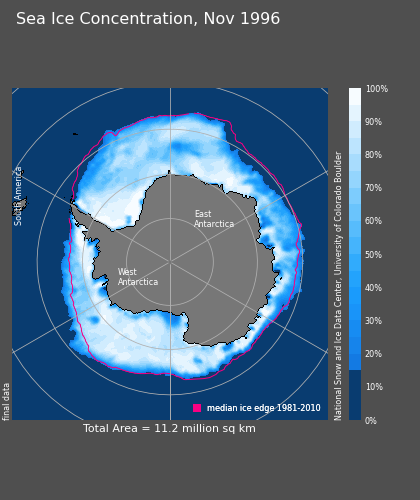 Sea Ice Concentration, Nov 1996
South America
East
Antarctica
West
Antarctica
median ice edge 1981-2010
final data
Total Area = 11.2 million sq km
100%
90%
80%
70%
60%
50%
40%
30%
20%
10%
0%
National Snow and Ice Data Center, University of Colorado Boulder